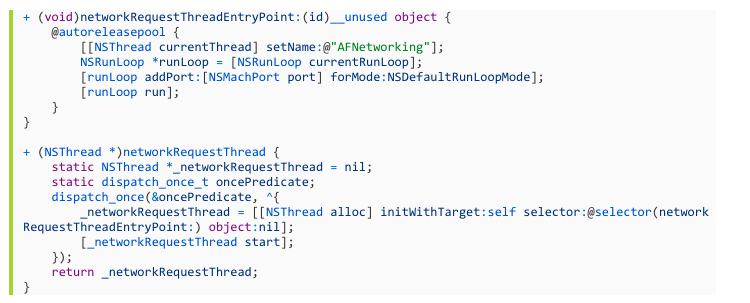 + (void)networkRequestThreadEntryPoint:(id)__unused object {
    @autoreleasepool {
        [[NSThread currentThread] setName:@"AFNetworking"];
        NSRunLoop *runLoop = [NSRunLoop currentRunLoop];
        [runLoop addPort:[NSMachPort port] forMode:NSDefaultRunLoopMode];
        [runLoop run];
    }
}

+ (NSThread *)networkRequestThread {
    static NSThread *_networkRequestThread = nil;
    static dispatch_once_t oncePredicate;
    dispatch_once(&oncePredicate, ^{
        _networkRequestThread = [[NSThread alloc] initWithTarget:self selector:@selector(network
RequestThreadEntryPoint:) object:nil];
        [_networkRequestThread start];
    });
    return _networkRequestThread;
}